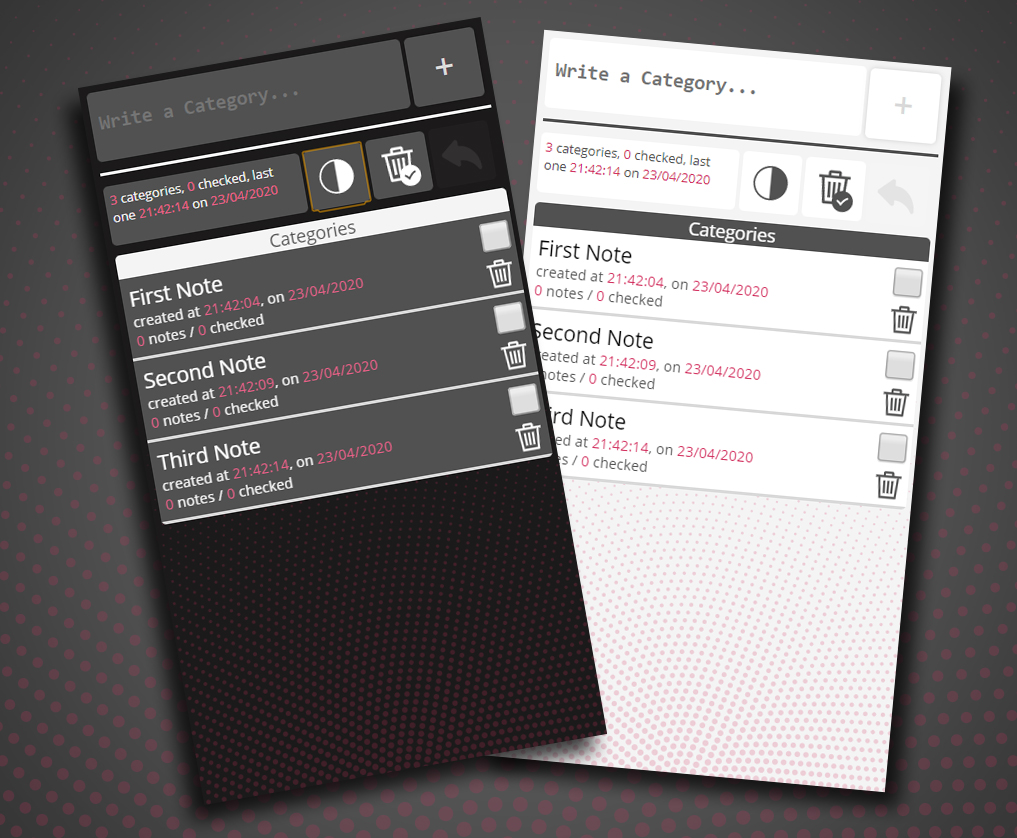 Write a Category...
+
3 categories, 0 checked, last
one 21:42:14 on 23/04/2020
Categories
First Note
created at 21:42:04, on 23/04/2020
0 notes / 0 checked
Second Note
created at 21:42:09, on 23/04/2020
0 notes / 0 checked
Third Note
created at 21:42:14, on 23/04/2020
0 notes / 0 checked
Write a Category...
+
3 categories, 0 checked, last
one 21:42:14 on 23/04/2020
Categories
First Note
created at 21:42:04, on 23/04/2020
0 notes / 0 checked
Second Note
eated at 21:42:09, on 23/04/2020
notes / 0 checked
ird Note
ed at 21:42:14, on 23/04/2020
es / 0 checked